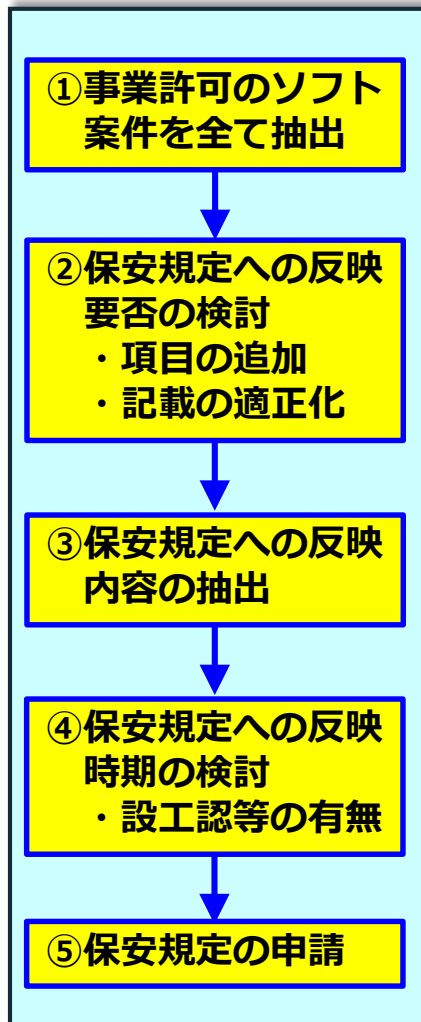 ①事業許可のソフト
案件を全て抽出
②保安規定への反映
要否の検討
・項目の追加
・記載の適正化
③保安規定への反映
内容の抽出
④保安規定への反映
時期の検討
・設工認等の有無
⑤保安規定の申請